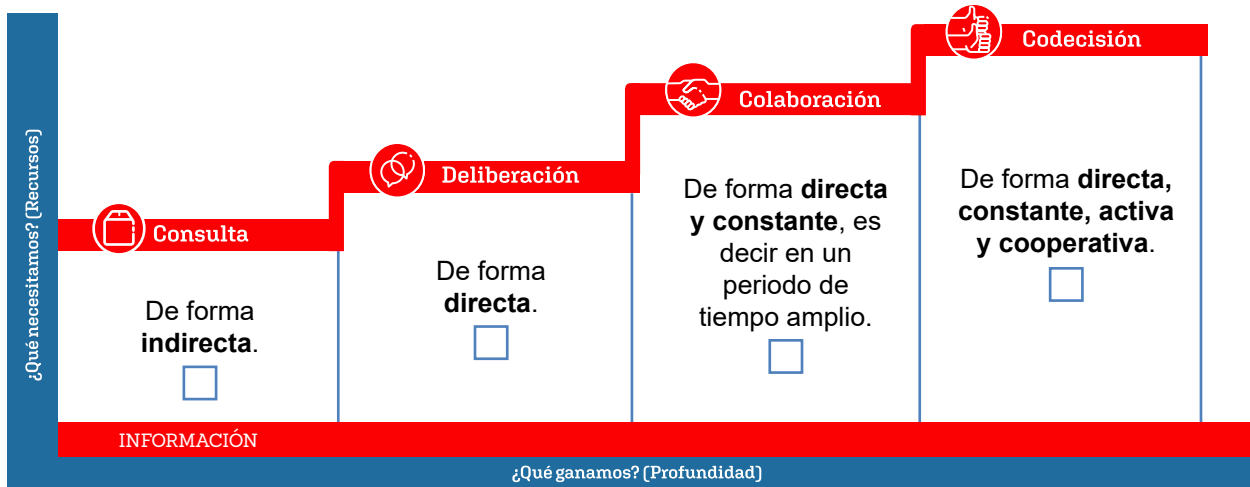 ¿Qué necesitamos? (Recursos)
Consulta
De forma
indirecta.
Deliberación
De forma
directa.
Colaboración
De forma directa
y constante, es
decir en un
periodo de
tiempo amplio.
Codecisión
De forma directa,
constante, activa
y cooperativa.
INFORMACIÓN
¿Qué ganamos? (Profundidad)